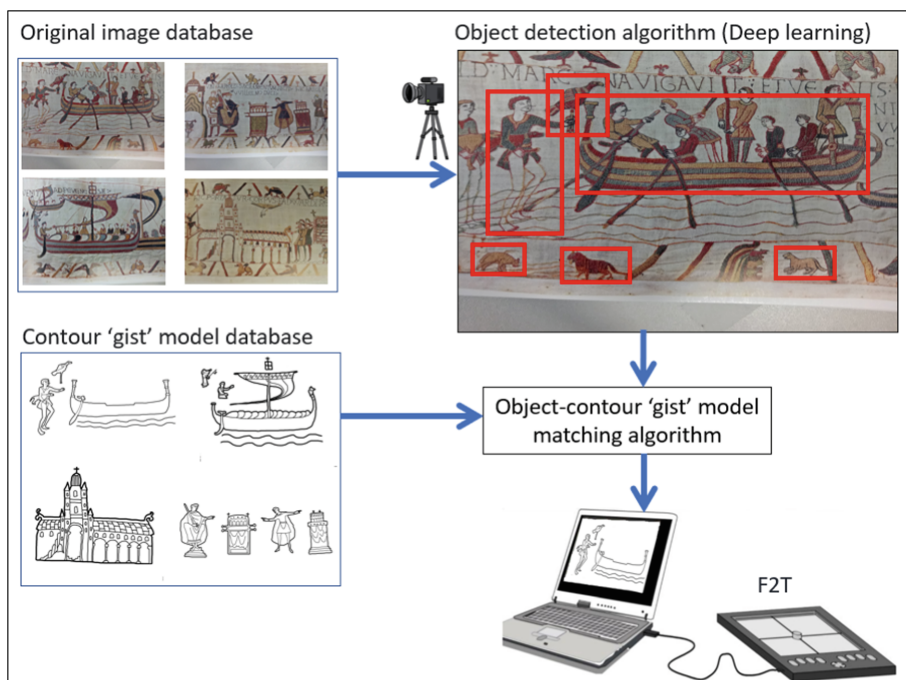 Original image database
Object detection algorithm (Deep learning)
NAVIGAVIT
Contour ‘gist’ model database
Object-contour ‘gist’ model
matching algorithm
F2T